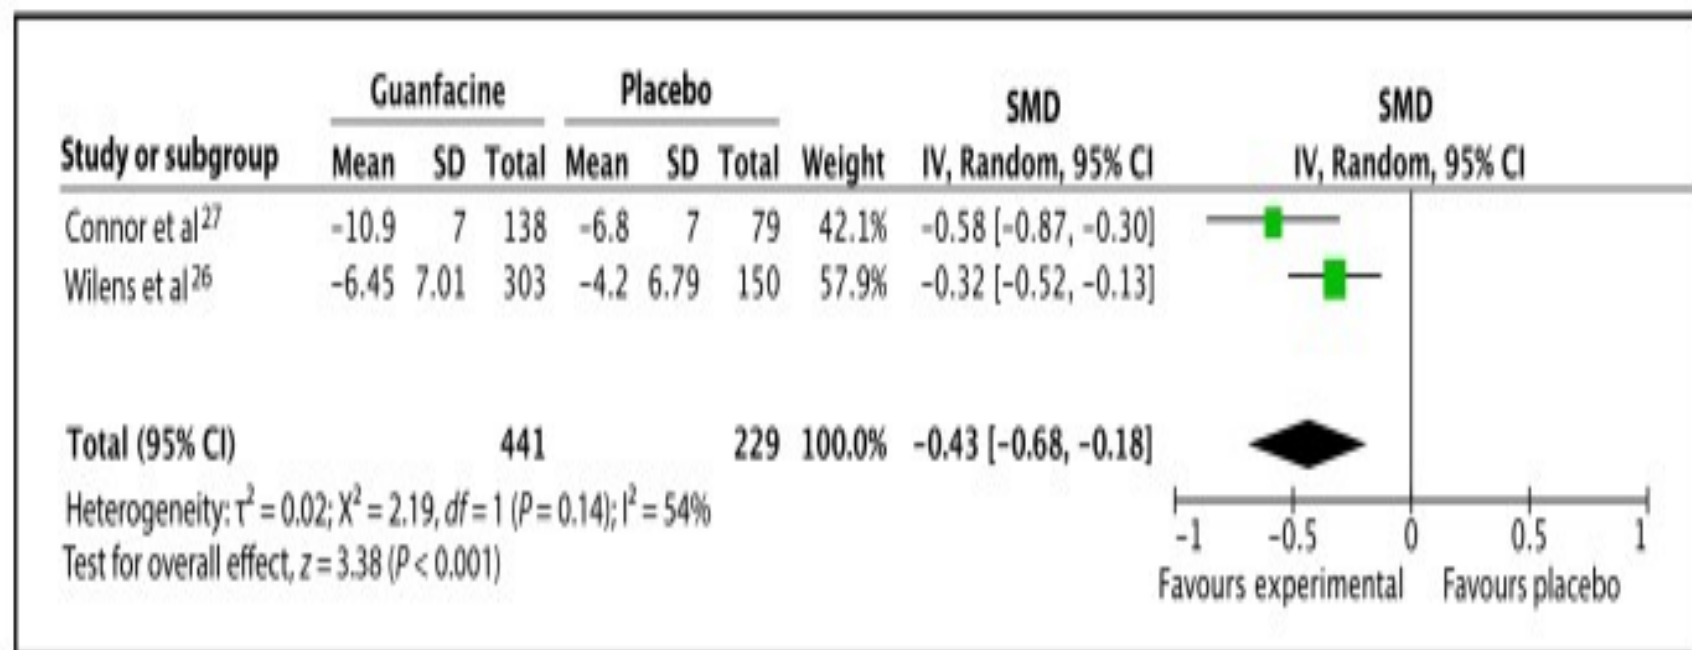 Guanfacine Placebo SMD SMD
Study or subgroup Mean SD Total Mean SD Total Weight IV, Random, 95% CI IV, Random, 95% CI
Connor et al27 −10.9 7 138 −6.8 7 79 42.1% −0.58 [−0.87, −0.30]
Wilens et al26 −6.45 7.01 303 −4.2 6.79 150 57.9% −0.32 [−0.52, −0.13]
Total (95% CI) 441 229 100.0% −0.43 [−0.68, −0.18]
Heterogeneity: τ2 = 0.02; X2 = 2.19, df = 1 (P = 0.14); I2 = 54%
Test for overall effect, z = 3.38 (P < 0.001)
−1 −0.5 0 0.5 1
Favours experimental Favours placebo